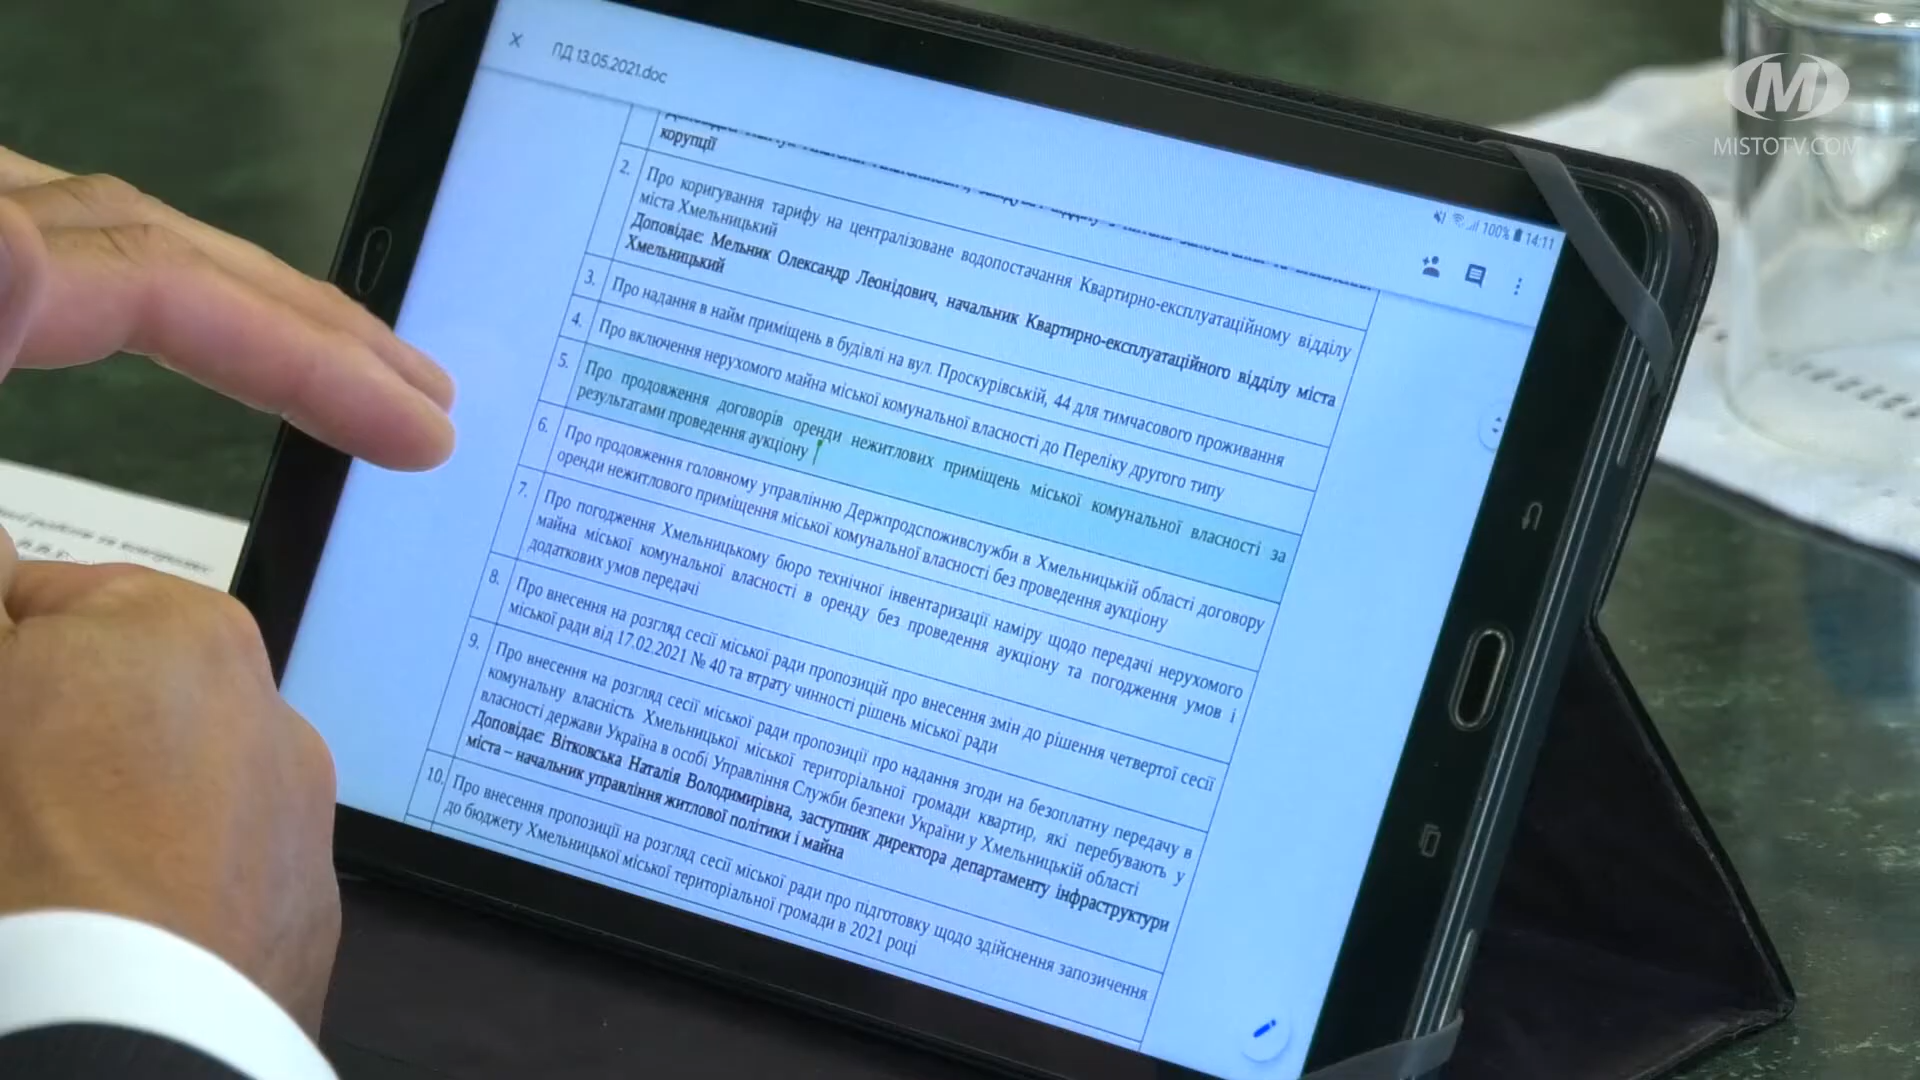 ПД 13.05.2021.doc
M
MISTOTV.COM
100% 14:11
корупції
2. Про коригування тарифу на централізоване водопостачання Квартирно-експлуатаційному відділу
міста Хмельницький
Доповідає: Мельник Олександр Леонідович, начальник Квартирно-експлуатаційного відділу міста
Хмельницький
3. Про надання в найм приміщень в будівлі на вул. Проскурівській, 44 для тимчасового проживання
4. Про включення нерухомого майна міської комунальної власності до Переліку другого типу
5. Про продовження договорів оренди нежитлових приміщень міської комунальної власності за
результатами проведення аукціону
6. Про продовження головному управлінню Держпродспоживслужби в Хмельницькій області договору
оренди нежитлового приміщення міської комунальної власності без проведення аукціону
7. Про погодження Хмельницькому бюро технічної інвентаризації наміру щодо передачі нерухомого
майна міської комунальної власності в оренду без проведення аукціону та погодження умов і
додаткових умов передачі
8. Про внесення на розгляд сесії міської ради пропозицій про внесення змін до рішення четвертої сесії
міської ради від 17.02.2021 № 40 та втрату чинності рішень міської ради
9. Про внесення на розгляд сесії міської ради пропозиції про надання згоди на безоплатну передачу в
комунальну власність Хмельницької міської територіальної громади квартир, які перебувають у
власності держави Україна в особі Управління Служби безпеки України у Хмельницькій області
Доповідає: Вітковська Наталія Володимирівна, заступник директора департаменту інфраструктури
міста – начальник управління житлової політики і майна
10. Про внесення пропозиції на розгляд сесії міської ради про підготовку щодо здійснення запозичення
до бюджету Хмельницької міської територіальної громади в 2021 році